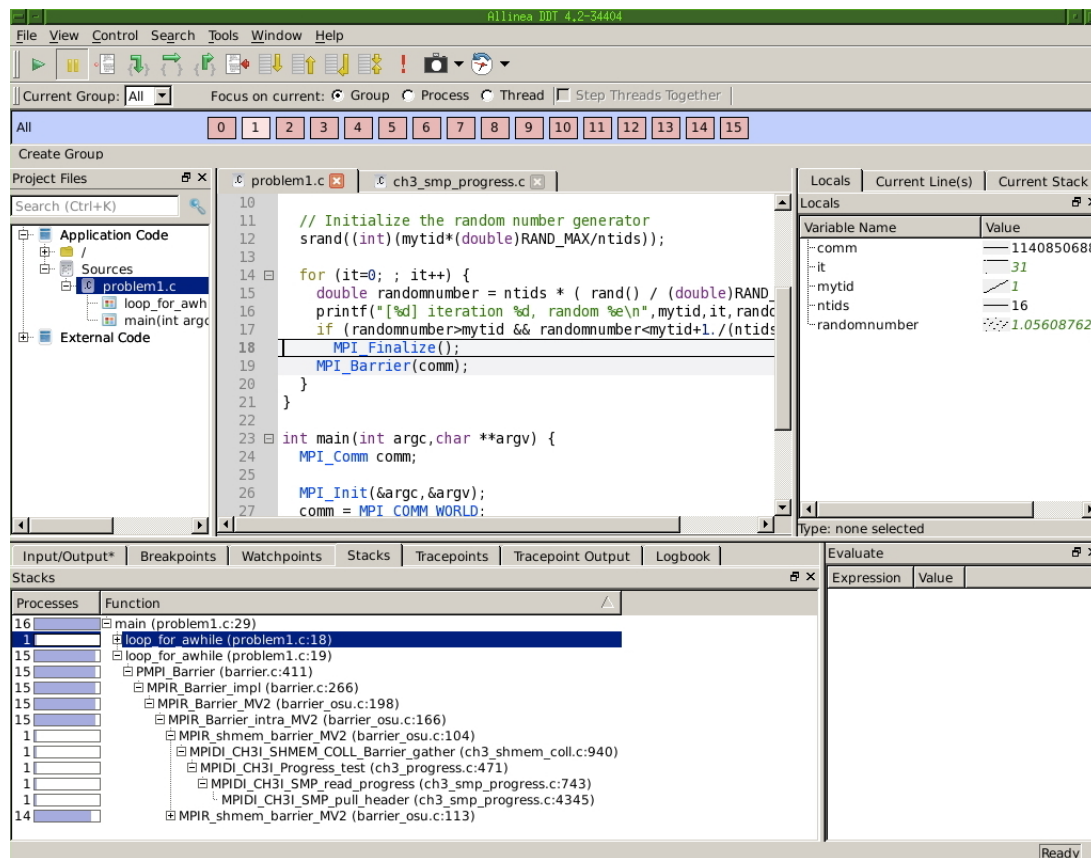 Allinea DDT 4.2-34404
File View Control Search Tools Window Help
Current Group: All Focus on current: Group Process Thread Step Threads Together
All 0 1 2 3 4 5 6 7 8 9 10 11 12 13 14 15
Create Group
Project Files
Search (Ctrl+K)
Application Code
/
Sources
problem1.c
loop_for_awh
main(int argc
External Code
problem1.c ch3_smp_progress.c
10
11 // Initialize the random number generator
12 srand((int)(mytid*(double)RAND_MAX/ntids));
13
14 for (it=0; ; it++) {
15 double randomnumber = ntids * ( rand() / (double)RAND_
16 printf("[%d] iteration %d, random %e\n",mytid,it,rando
17 if (randomnumber>mytid && randomnumber<mytid+1./(ntids
18 MPI_Finalize();
19 MPI_Barrier(comm);
20 }
21 }
22
23 int main(int argc,char **argv) {
24 MPI_Comm comm;
25
26 MPI_Init(&argc,&argv);
27 comm = MPI_COMM_WORLD;
Locals Current Line(s) Current Stack
Locals
Variable Name Value
comm 1140850688
it 31
mytid 1
ntids 16
randomnumber 1.05608762
Type: none selected
Input/Output* Breakpoints Watchpoints Stacks Tracepoints Tracepoint Output Logbook
Stacks
Processes Function
16 main (problem1.c:29)
1 loop_for_awhile (problem1.c:18)
15 loop_for_awhile (problem1.c:19)
15 PMPI_Barrier (barrier.c:411)
15 MPIR_Barrier_impl (barrier.c:266)
15 MPIR_Barrier_MV2 (barrier_osu.c:198)
15 MPIR_Barrier_intra_MV2 (barrier_osu.c:166)
1 MPIR_shmem_barrier_MV2 (barrier_osu.c:104)
1 MPIDI_CH3I_SHMEM_COLL_Barrier_gather (ch3_shmem_coll.c:940)
1 MPIDI_CH3I_Progress_test (ch3_progress.c:471)
1 MPIDI_CH3I_SMP_read_progress (ch3_smp_progress.c:743)
1 MPIDI_CH3I_SMP_pull_header (ch3_smp_progress.c:4345)
14 MPIR_shmem_barrier_MV2 (barrier_osu.c:113)
Evaluate
Expression Value
Ready